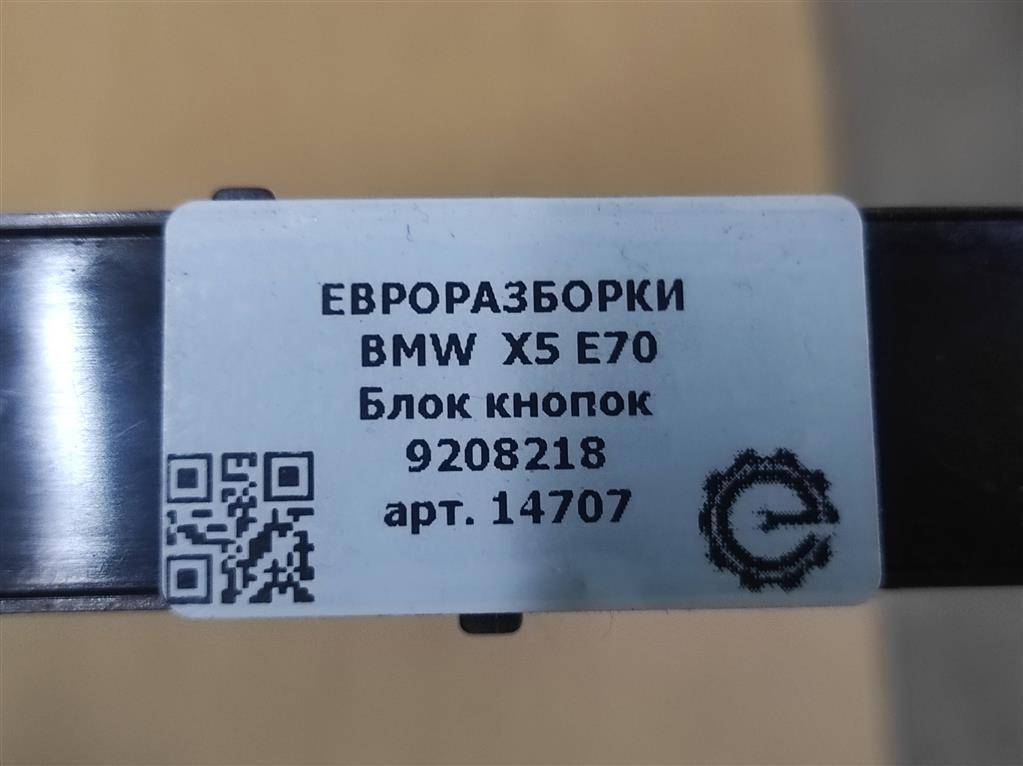 ЕВРОРАЗБОРКИ
BMW X5 E70
Блок кнопок
9208218
арт. 14707